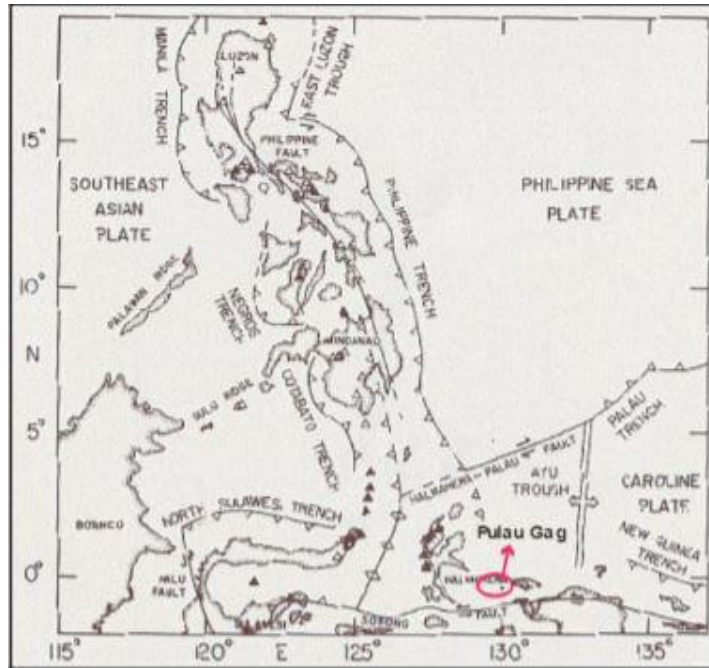 MANILA
TRENCH
LUZON
EAST LUZON
TROUGH
15°
PHILIPPINE
FAULT
SOUTHEAST
ASIAN
PLATE
PHILIPPINE SEA
PLATE
PHILIPPINE TRENCH
PALAWAN RIDGE
10°
NEGROS
TRENCH
N
MINDANAO
SULU RIDGE
COTABATO TRENCH
5°
PALAU
TRENCH
HALMAHERA - PALAU FAULT
AYU
TROUGH
CAROLINE
PLATE
NORTH SULAWESI TRENCH
BORNEO
Pulau Gag
NEW GUINEA
TRENCH
0°
PALU
FAULT
HALMAHERA
SULAWESI
SORONG
FAULT
115°
120°
E
125°
130°
135°